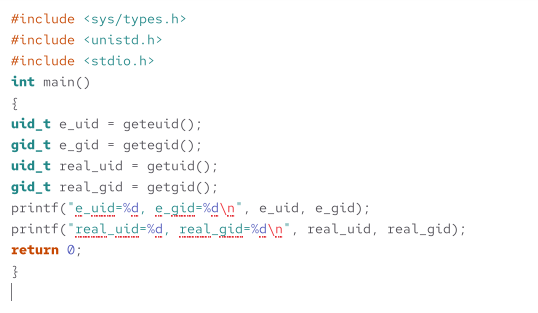 #include <sys/types.h>
#include <unistd.h>
#include <stdio.h>
int main()
{
uid_t e_uid = geteuid();
gid_t e_gid = getegid();
uid_t real_uid = getuid();
gid_t real_gid = getgid();
printf("e_uid=%d, e_gid=%d\n", e_uid, e_gid);
printf("real_uid=%d, real_gid=%d\n", real_uid, real_gid);
return 0;
}